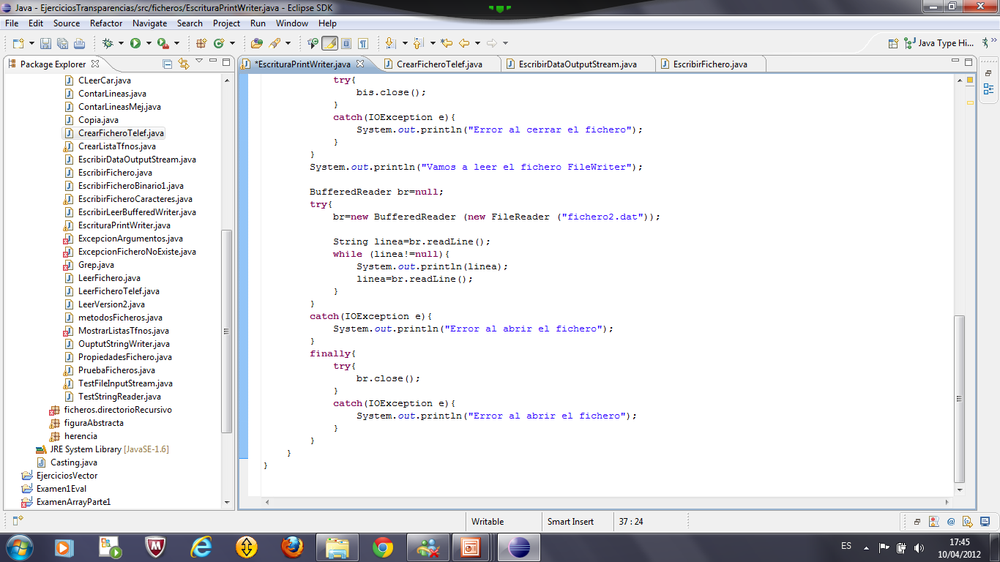 Java - EjerciciosTransparencias/src/ficheros/EscrituraPrintWriter.java - Eclipse SDK
File Edit Source Refactor Navigate Search Project Run Window Help
Java Type Hi...
Package Explorer
*EscrituraPrintWriter.java CrearFicheroTelef.java EscribirDataOutputStream.java EscribirFichero.java
CLeerCar.java
ContarLineas.java
ContarLineasMej.java
Copia.java
CrearFicheroTelef.java
CrearListaTfnos.java
EscribirDataOutputStream.java
EscribirFichero.java
EscribirFicheroBinario1.java
EscribirFicheroCaracteres.java
EscribirLeerBufferedWriter.java
EscrituraPrintWriter.java
ExcepcionArgumentos.java
ExcepcionFicheroNoExiste.java
Grep.java
LeerFichero.java
LeerFicheroTelef.java
LeerVersion2.java
metodosFicheros.java
MostrarListasTfnos.java
OuptutStringWriter.java
PropiedadesFichero.java
PruebaFicheros.java
TestFileInputStream.java
TestStringReader.java
ficheros.directorioRecursivo
figuraAbstracta
herencia
JRE System Library [JavaSE-1.6]
Casting.java
EjerciciosVector
Examen1Eval
ExamenArrayParte1
try{
bis.close();
}
catch(IOException e){
System.out.println("Error al cerrar el fichero");
}
}
System.out.println("Vamos a leer el fichero FileWriter");
BufferedReader br=null;
try{
br=new BufferedReader (new FileReader ("fichero2.dat"));
String linea=br.readLine();
while (linea!=null){
System.out.println(linea);
linea=br.readLine();
}
}
catch(IOException e){
System.out.println("Error al abrir el fichero");
}
finally{
try{
br.close();
}
catch(IOException e){
System.out.println("Error al abrir el fichero");
}
}
}
}
Writable Smart Insert 37 : 24
ES
17:45
10/04/2012